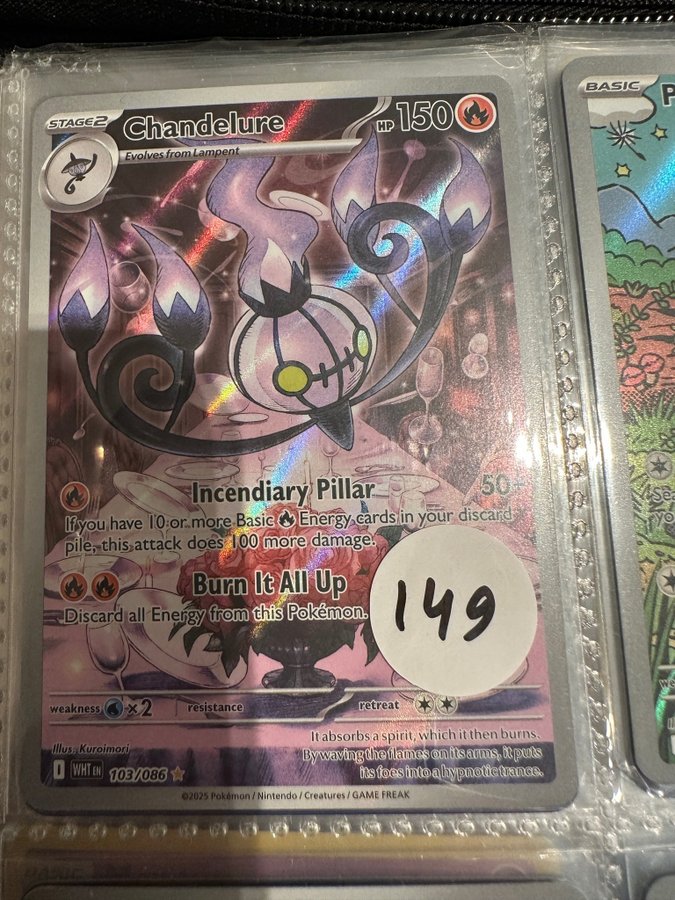 STAGE2 Chandelure HP 150
Evolves from Lampent
Incendiary Pillar 50+
If you have 10 or more Basic Energy cards in your discard
pile, this attack does 100 more damage.
Burn It All Up
Discard all Energy from this Pokémon.
149
weakness ×2 resistance retreat
It absorbs a spirit, which it then burns.
By waving the flames on its arms, it puts
its foes into a hypnotic trance.
Illus. Kuroimori
WHT EN 103/086
©2025 Pokémon / Nintendo / Creatures / GAME FREAK
BASIC
BASIC